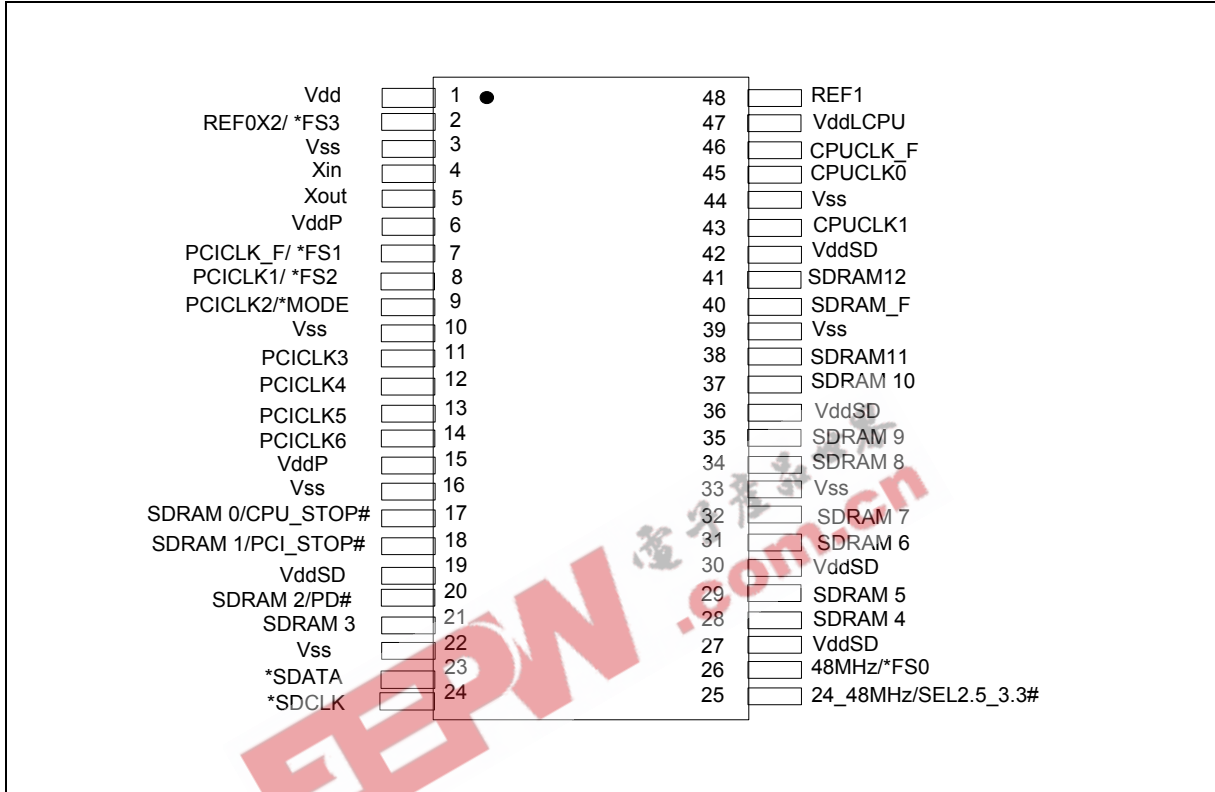 Vdd 1 48 REF1
REF0X2/ *FS3 2 47 VddLCPU
Vss 3 46 CPUCLK_F
Xin 4 45 CPUCLK0
Xout 5 44 Vss
VddP 6 43 CPUCLK1
PCICLK_F/ *FS1 7 42 VddSD
PCICLK1/ *FS2 8 41 SDRAM12
PCICLK2/*MODE 9 40 SDRAM_F
Vss 10 39 Vss
PCICLK3 11 38 SDRAM11
PCICLK4 12 37 SDRAM 10
PCICLK5 13 36 VddSD
PCICLK6 14 35 SDRAM 9
VddP 15 34 SDRAM 8
Vss 16 33 Vss
SDRAM 0/CPU_STOP# 17 32 SDRAM 7
SDRAM 1/PCI_STOP# 18 31 SDRAM 6
VddSD 19 30 VddSD
SDRAM 2/PD# 20 29 SDRAM 5
SDRAM 3 21 28 SDRAM 4
Vss 22 27 VddSD
*SDATA 23 26 48MHz/*FS0
*SDCLK 24 25 24_48MHz/SEL2.5_3.3#
電子產品世界
EEPW .com.cn